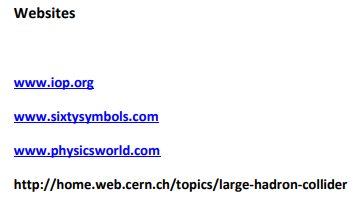 Websites
www.iop.org
www.sixtysymbols.com
www.physicsworld.com
http://home.web.cern.ch/topics/large-hadron-collider